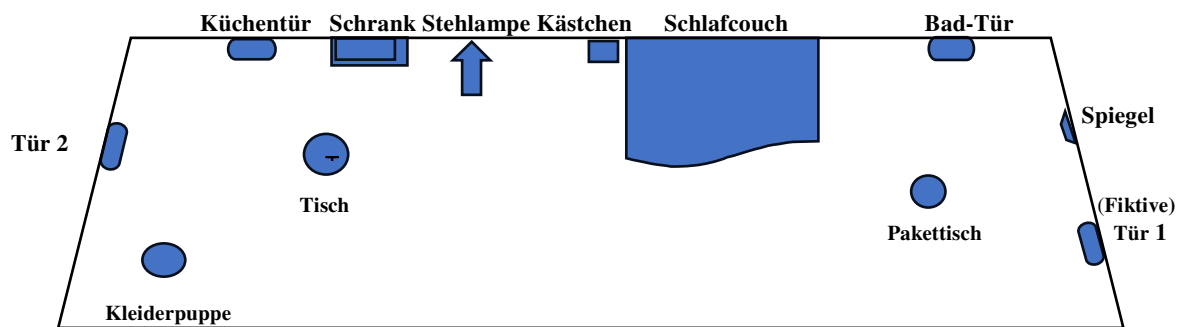 Küchentür Schrank Stehlampe Kästchen Schlafcouch Bad-Tür
Spiegel
Tür 2
Tisch
(Fiktive)
Pakettisch Tür 1
Kleiderpuppe